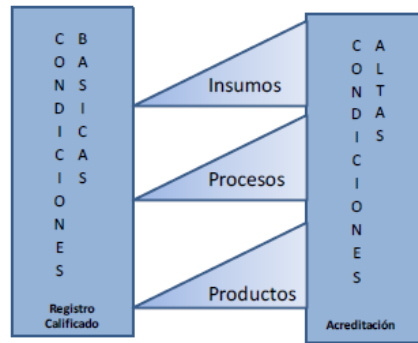 CONDICIONES
BASICAS
Registro
Calificado
Insumos
Procesos
Productos
CONDICIONES
ALTAS
Acreditación